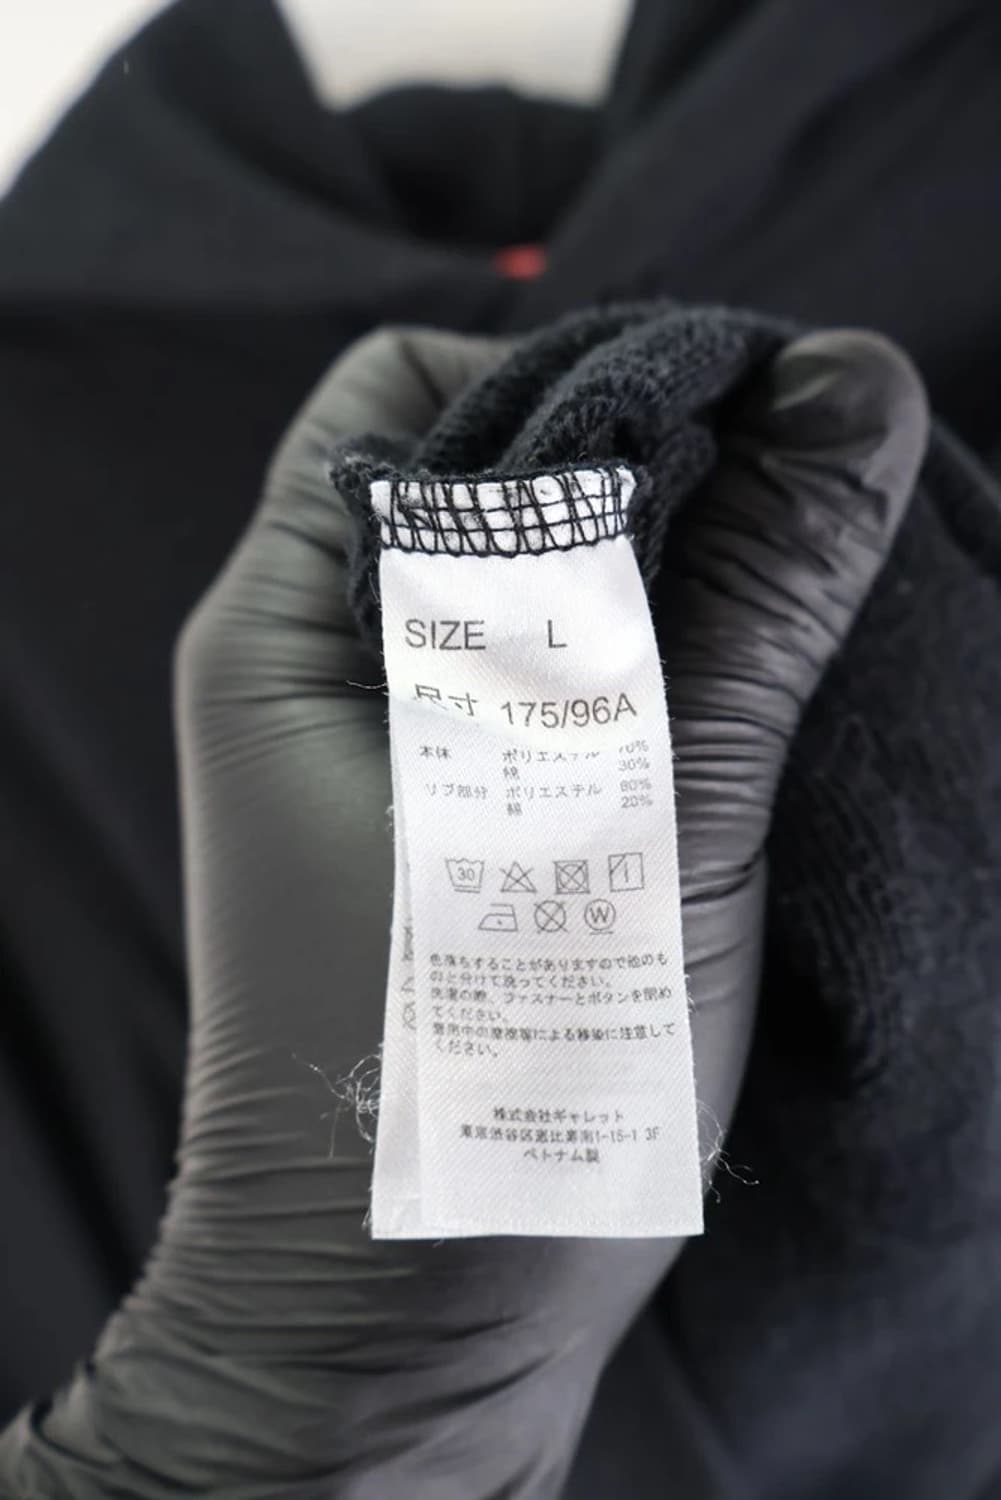 SIZE L
尺寸 175/96A
本体 ポリエステル 70%
綿 30%
リブ部分 ポリエステル 80%
綿 20%
30
W
色落ちすることがありますので他のも
のと分けて洗ってください。
洗濯の際、ファスナーとボタンを閉め
てください。
着用中の摩擦等による移染に注意して
ください。
株式会社ギャレット
東京渋谷区恵比寿南1-15-1 3F
ベトナム製